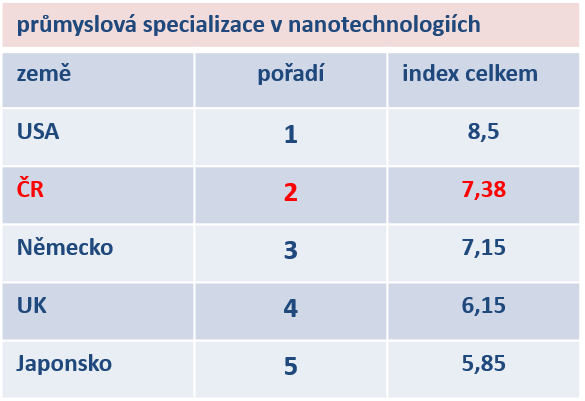 průmyslová specializace v nanotechnologiích
země pořadí index celkem
USA 1 8,5
ČR 2 7,38
Německo 3 7,15
UK 4 6,15
Japonsko 5 5,85